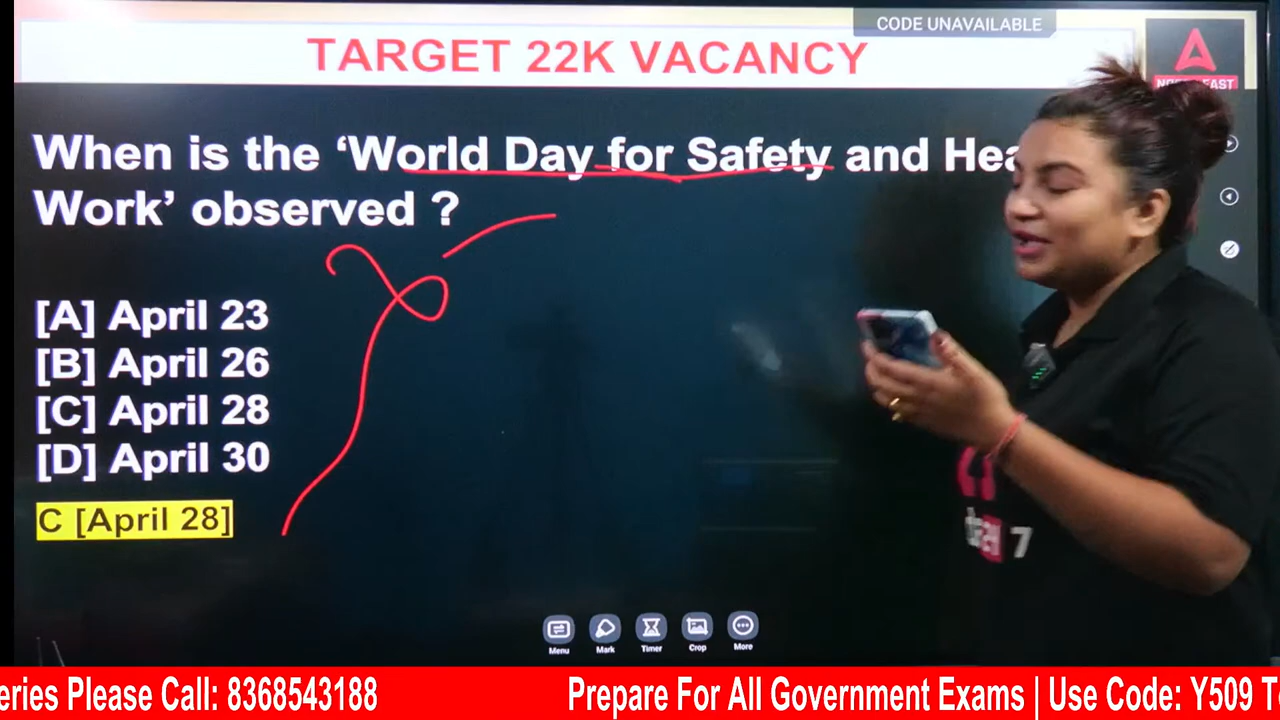 CODE UNAVAILABLE
TARGET 22K VACANCY
When is the ‘World Day for Safety and
Work’ observed ?
[A] April 23
[B] April 26
[C] April 28
[D] April 30
C [April 28]
7
Menu Mark Timer Crop More
Please Call: 8368543188 Prepare For All Government Exams | Use Code: Y509